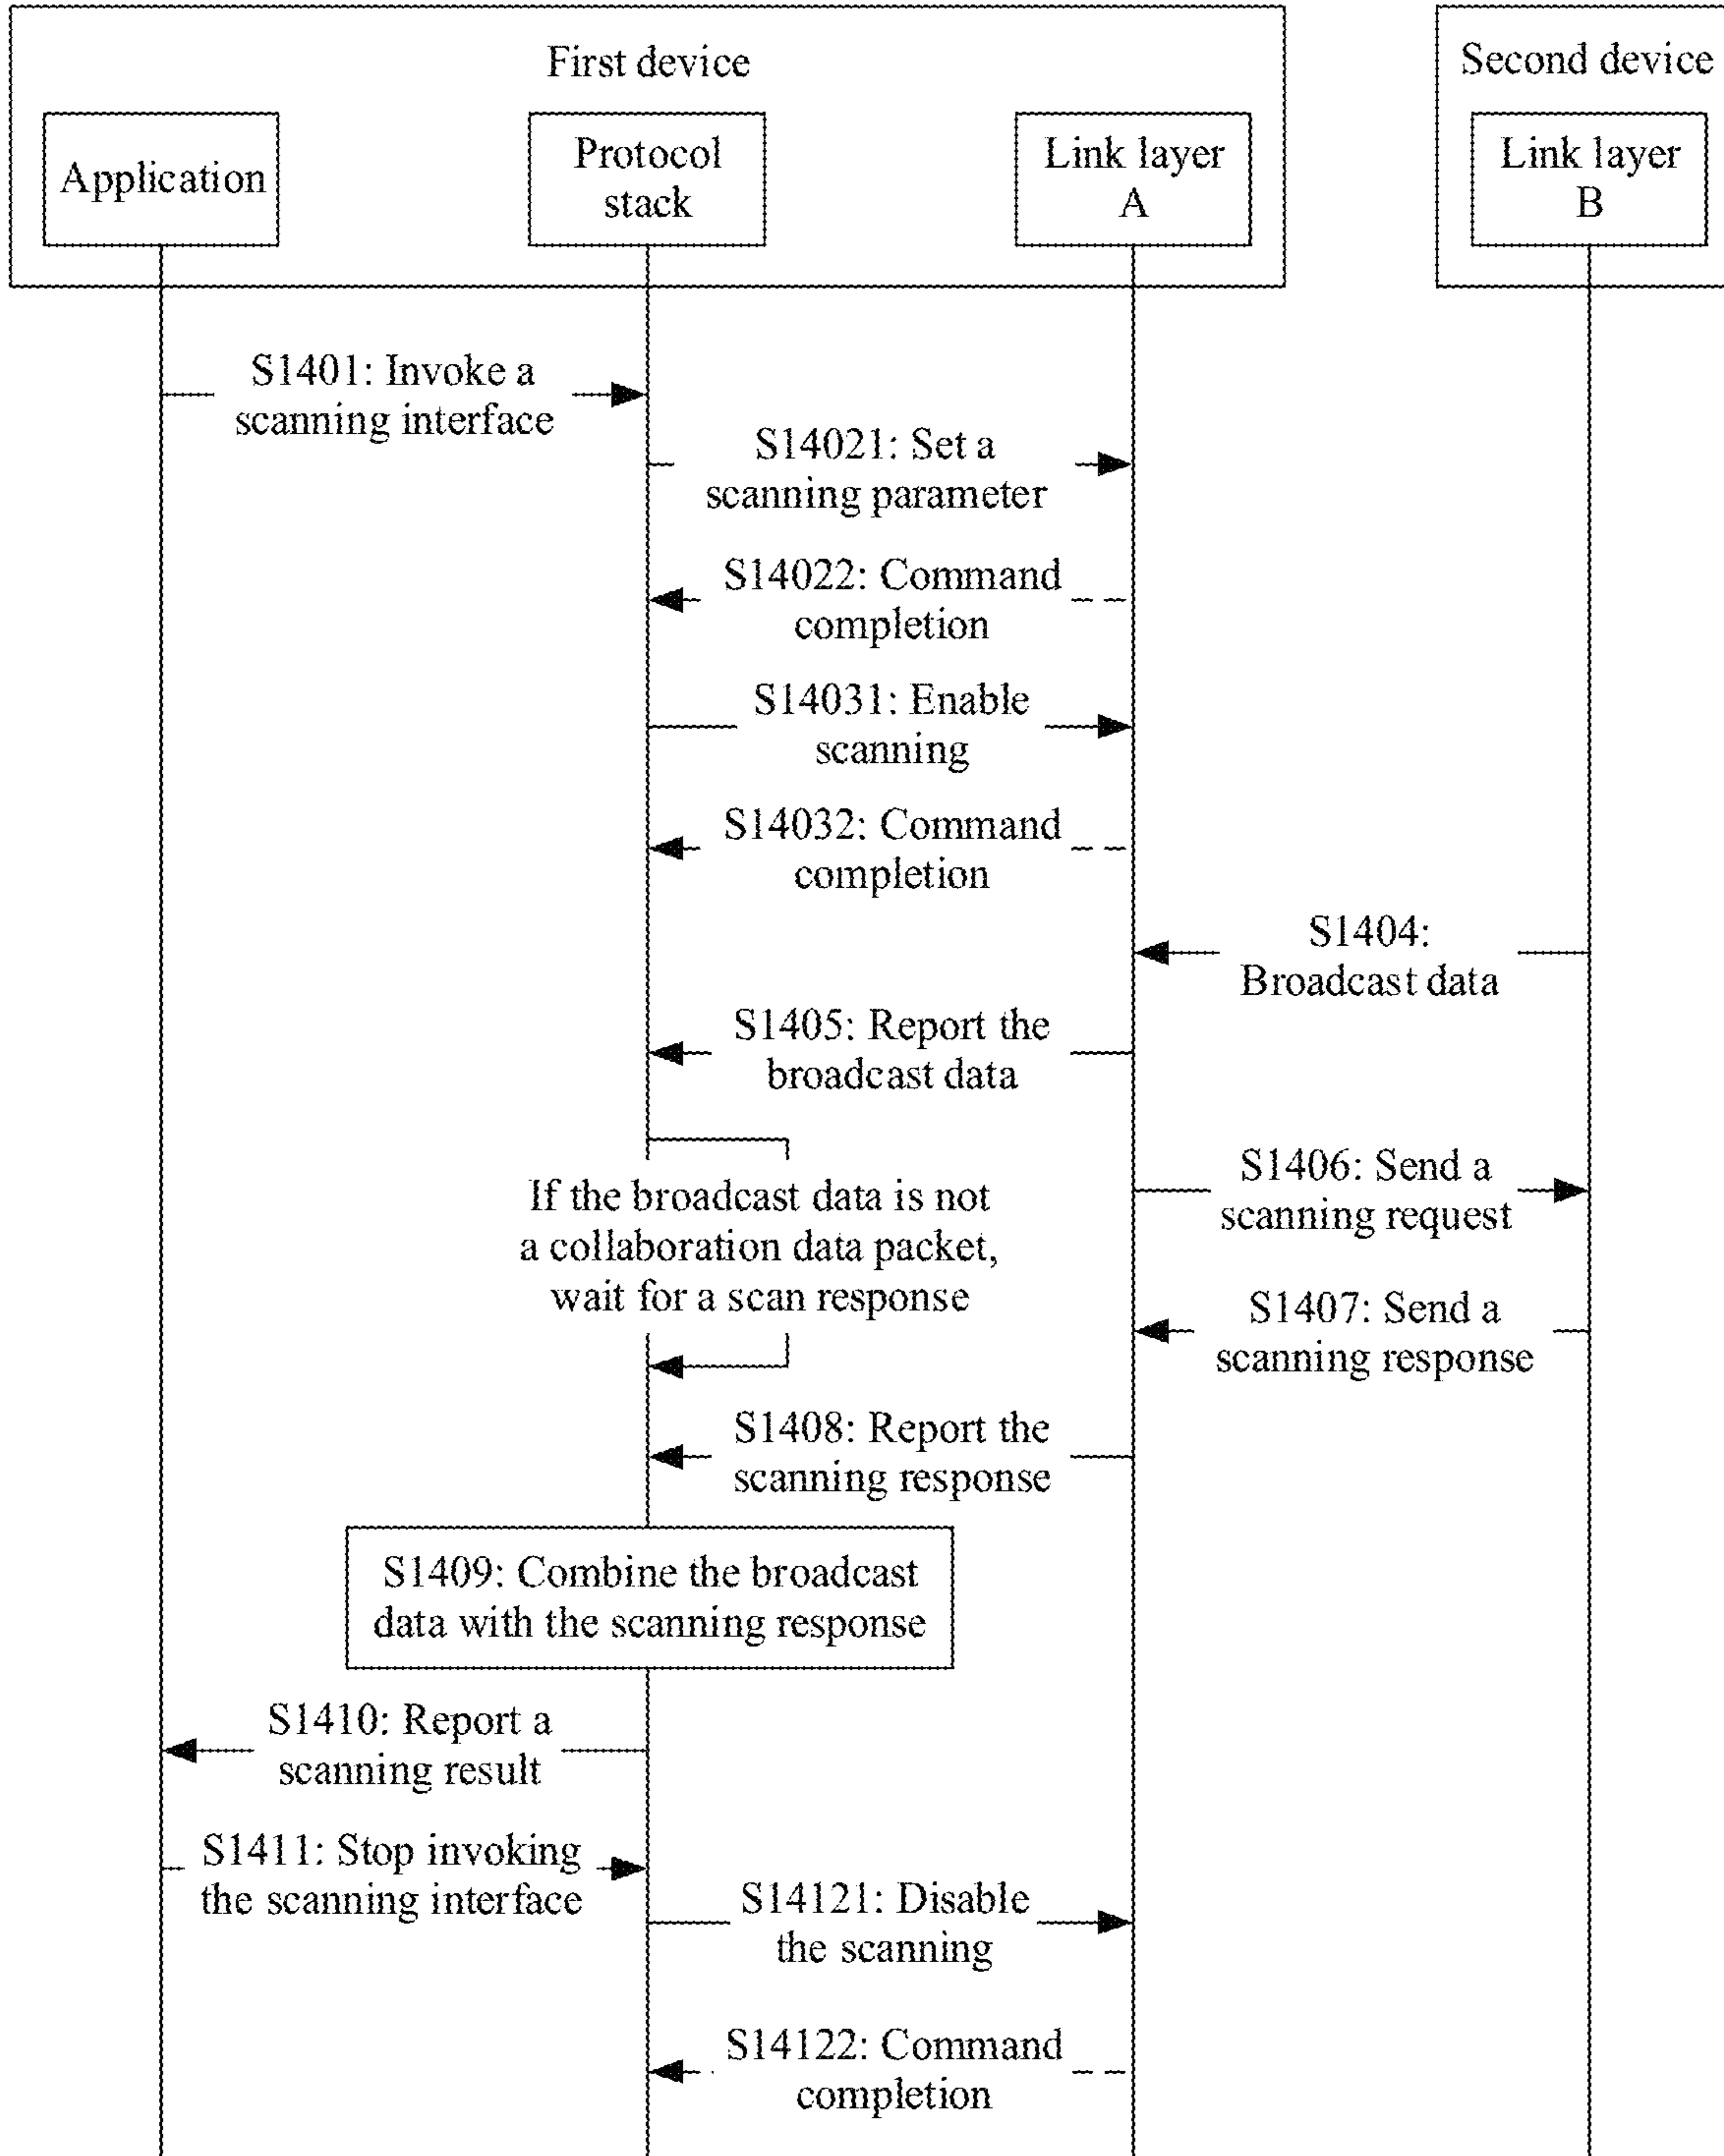 First device
Second device
Application
Protocol
stack
Link layer
A
Link layer
B
S1401: Invoke a
scanning interface
S14021: Set a
scanning parameter
S14022: Command
completion
S14031: Enable
scanning
S14032: Command
completion
S1404:
Broadcast data
S1405: Report the
broadcast data
If the broadcast data is not
a collaboration data packet,
wait for a scan response
S1406: Send a
scanning request
S1407: Send a
scanning response
S1408: Report the
scanning response
S1409: Combine the broadcast
data with the scanning response
S1410: Report a
scanning result
S1411: Stop invoking
the scanning interface
S14121: Disable
the scanning
S14122: Command
completion